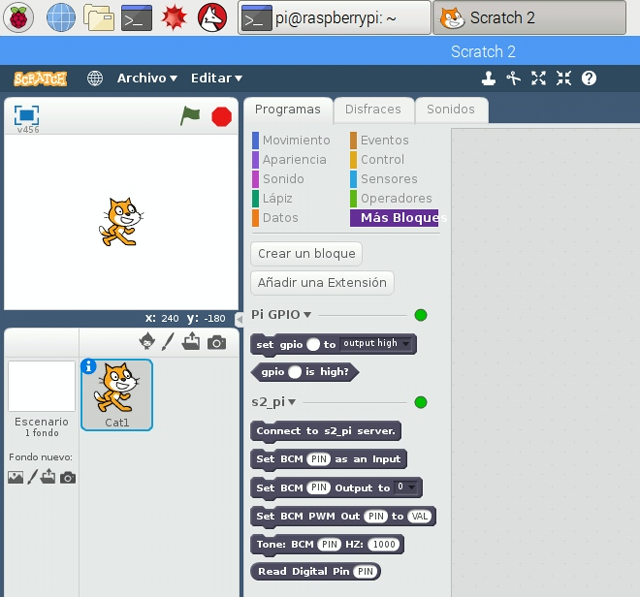 pi@raspberrypi: ~
Scratch 2
Scratch 2
SCRATCH Archivo Editar
v456
x: 240 y: -180
Escenario
1 fondo
Fondo nuevo:
Cat1
Programas Disfraces Sonidos
Movimiento Eventos
Apariencia Control
Sonido Sensores
Lápiz Operadores
Datos Más Bloques
Crear un bloque
Añadir una Extensión
Pi GPIO
set gpio to output high
gpio is high?
s2_pi
Connect to s2_pi server.
Set BCM PIN as an Input
Set BCM PIN Output to 0
Set BCM PWM Out PIN to VAL
Tone: BCM PIN HZ: 1000
Read Digital Pin PIN